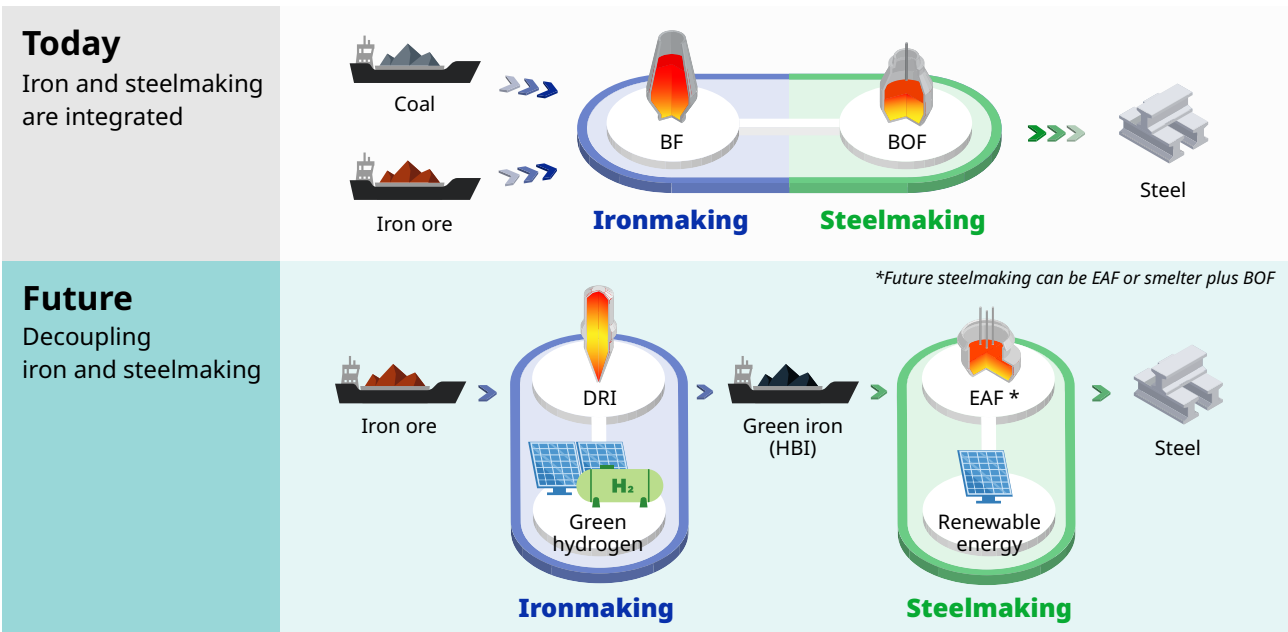 Today
Iron and steelmaking
are integrated
Coal
Iron ore
BF
BOF
Ironmaking
Steelmaking
Steel
Future
Decoupling
iron and steelmaking
*Future steelmaking can be EAF or smelter plus BOF
Iron ore
DRI
H₂
Green
hydrogen
Ironmaking
Green iron
(HBI)
EAF *
Renewable
energy
Steelmaking
Steel